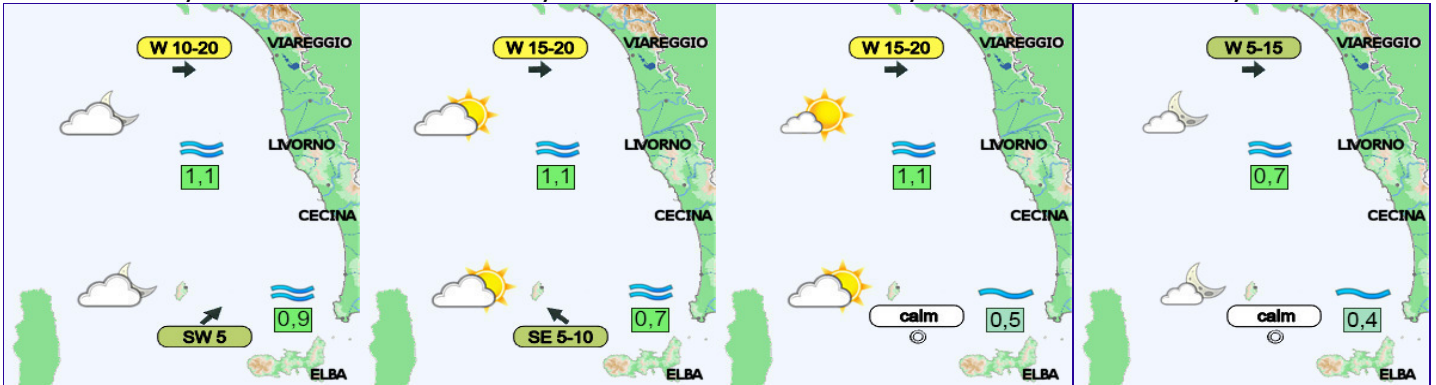 W 10-20
VIAREGGIO
LIVORNO
1,1
CECINA
0,9
SW 5
ELBA
W 15-20
VIAREGGIO
LIVORNO
1,1
CECINA
0,7
SE 5-10
ELBA
W 15-20
VIAREGGIO
LIVORNO
1,1
CECINA
calm
0,5
ELBA
W 5-15
VIAREGGIO
LIVORNO
0,7
CECINA
calm
0,4
ELBA